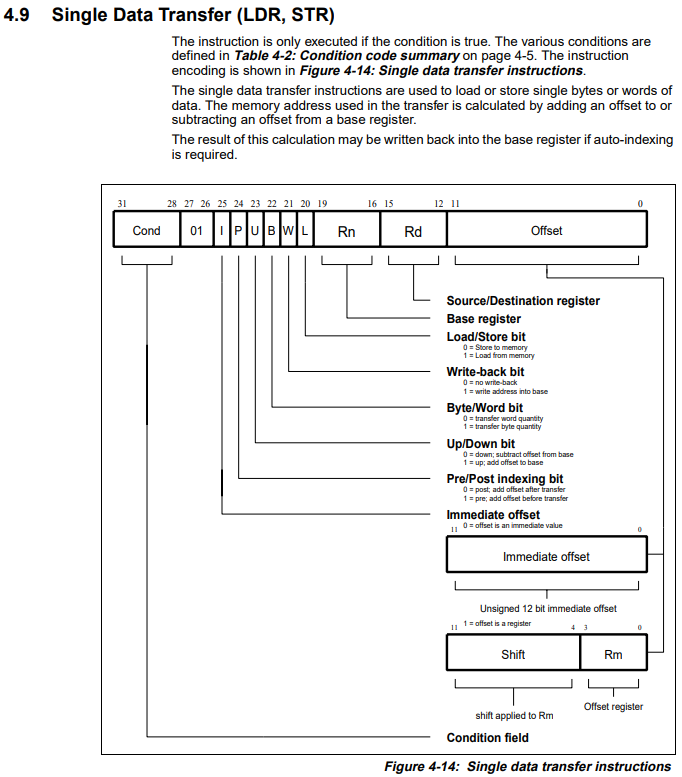 4.9 Single Data Transfer (LDR, STR)
The instruction is only executed if the condition is true. The various conditions are
defined in Table 4-2: Condition code summary on page 4-5. The instruction
encoding is shown in Figure 4-14: Single data transfer instructions.
The single data transfer instructions are used to load or store single bytes or words of
data. The memory address used in the transfer is calculated by adding an offset to or
subtracting an offset from a base register.
The result of this calculation may be written back into the base register if auto-indexing
is required.
31 28 27 26 25 24 23 22 21 20 19 16 15 12 11 0
Cond 01 I P U B W L Rn Rd Offset
Source/Destination register
Base register
Load/Store bit
0 = Store to memory
1 = Load from memory
Write-back bit
0 = no write-back
1 = write address into base
Byte/Word bit
0 = transfer word quantity
1 = transfer byte quantity
Up/Down bit
0 = down; subtract offset from base
1 = up; add offset to base
Pre/Post indexing bit
0 = post; add offset after transfer
1 = pre; add offset before transfer
Immediate offset
11 0 = offset is an immediate value 0
Immediate offset
Unsigned 12 bit immediate offset
11 1 = offset is a register 4 3 0
Shift Rm
shift applied to Rm Offset register
Condition field
Figure 4-14: Single data transfer instructions